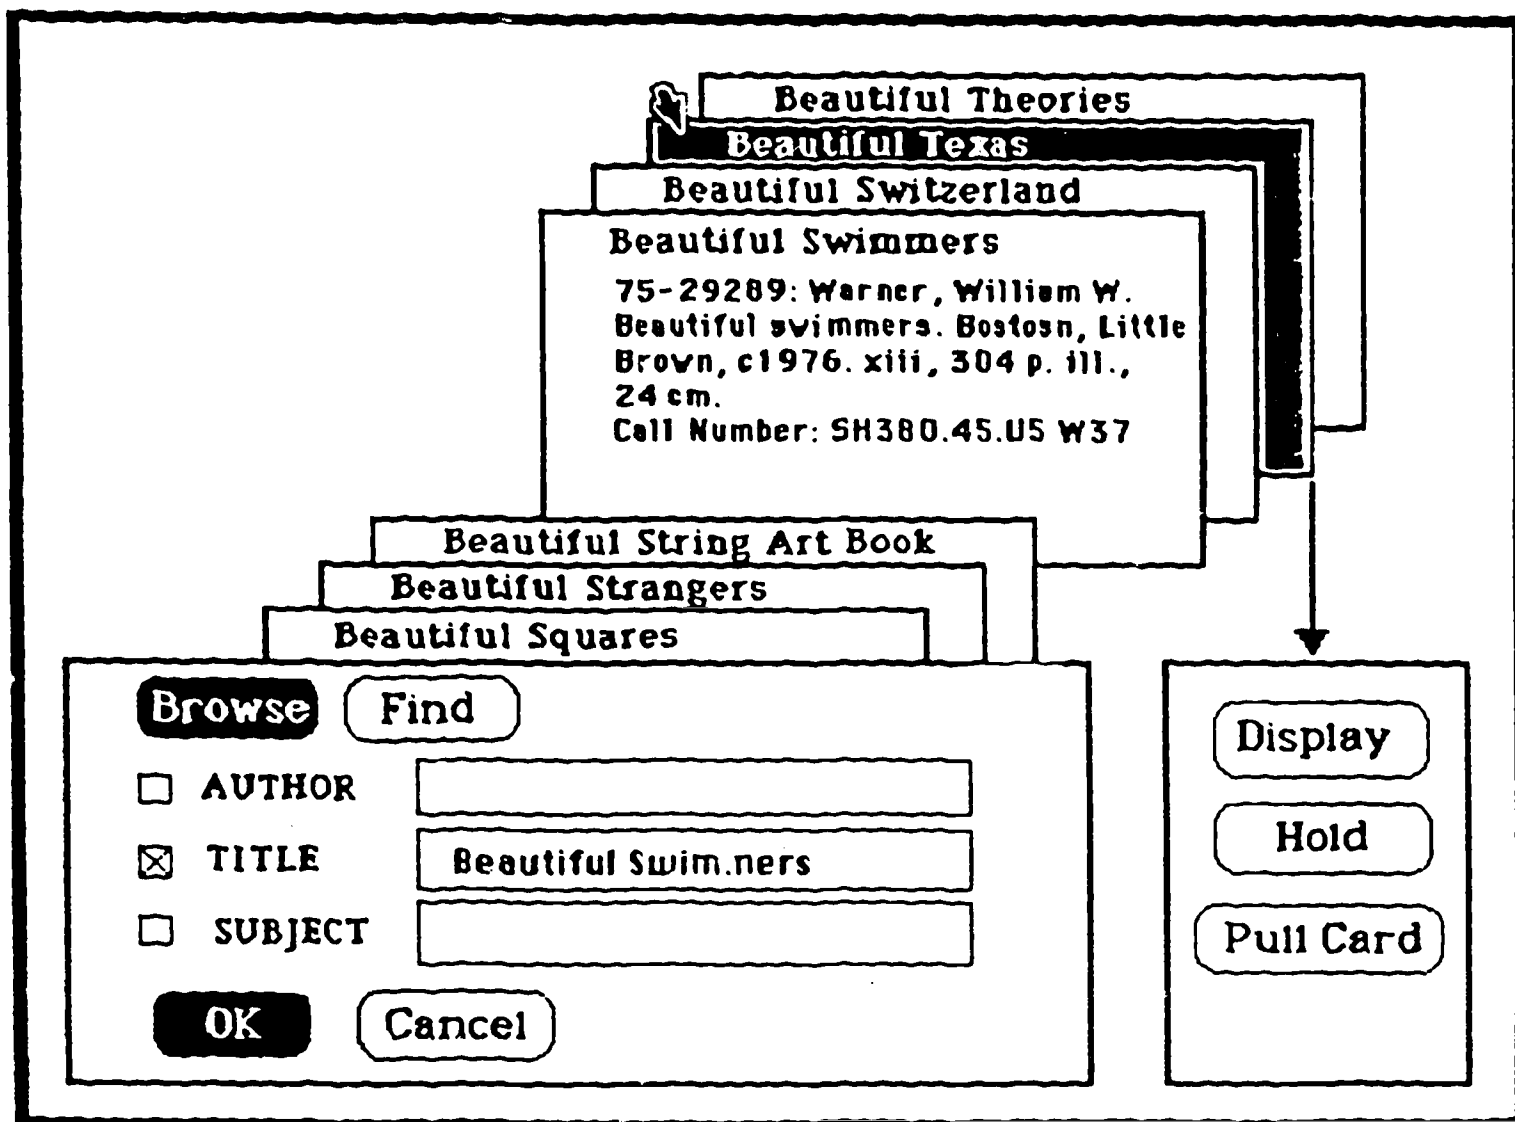 Beautiful Theories
Beautiful Texas
Beautiful Switzerland
Beautiful Swimmers
75-29289: Warner, William W.
Beautiful swimmers. Bostosn, Little
Brown, c1976. xiii, 304 p. ill.,
24 cm.
Call Number: SH380.45.U5 W37
Beautiful String Art Book
Beautiful Strangers
Beautiful Squares
Browse Find
AUTHOR
TITLE Beautiful Swim.ners
SUBJECT
OK Cancel
Display
Hold
Pull Card